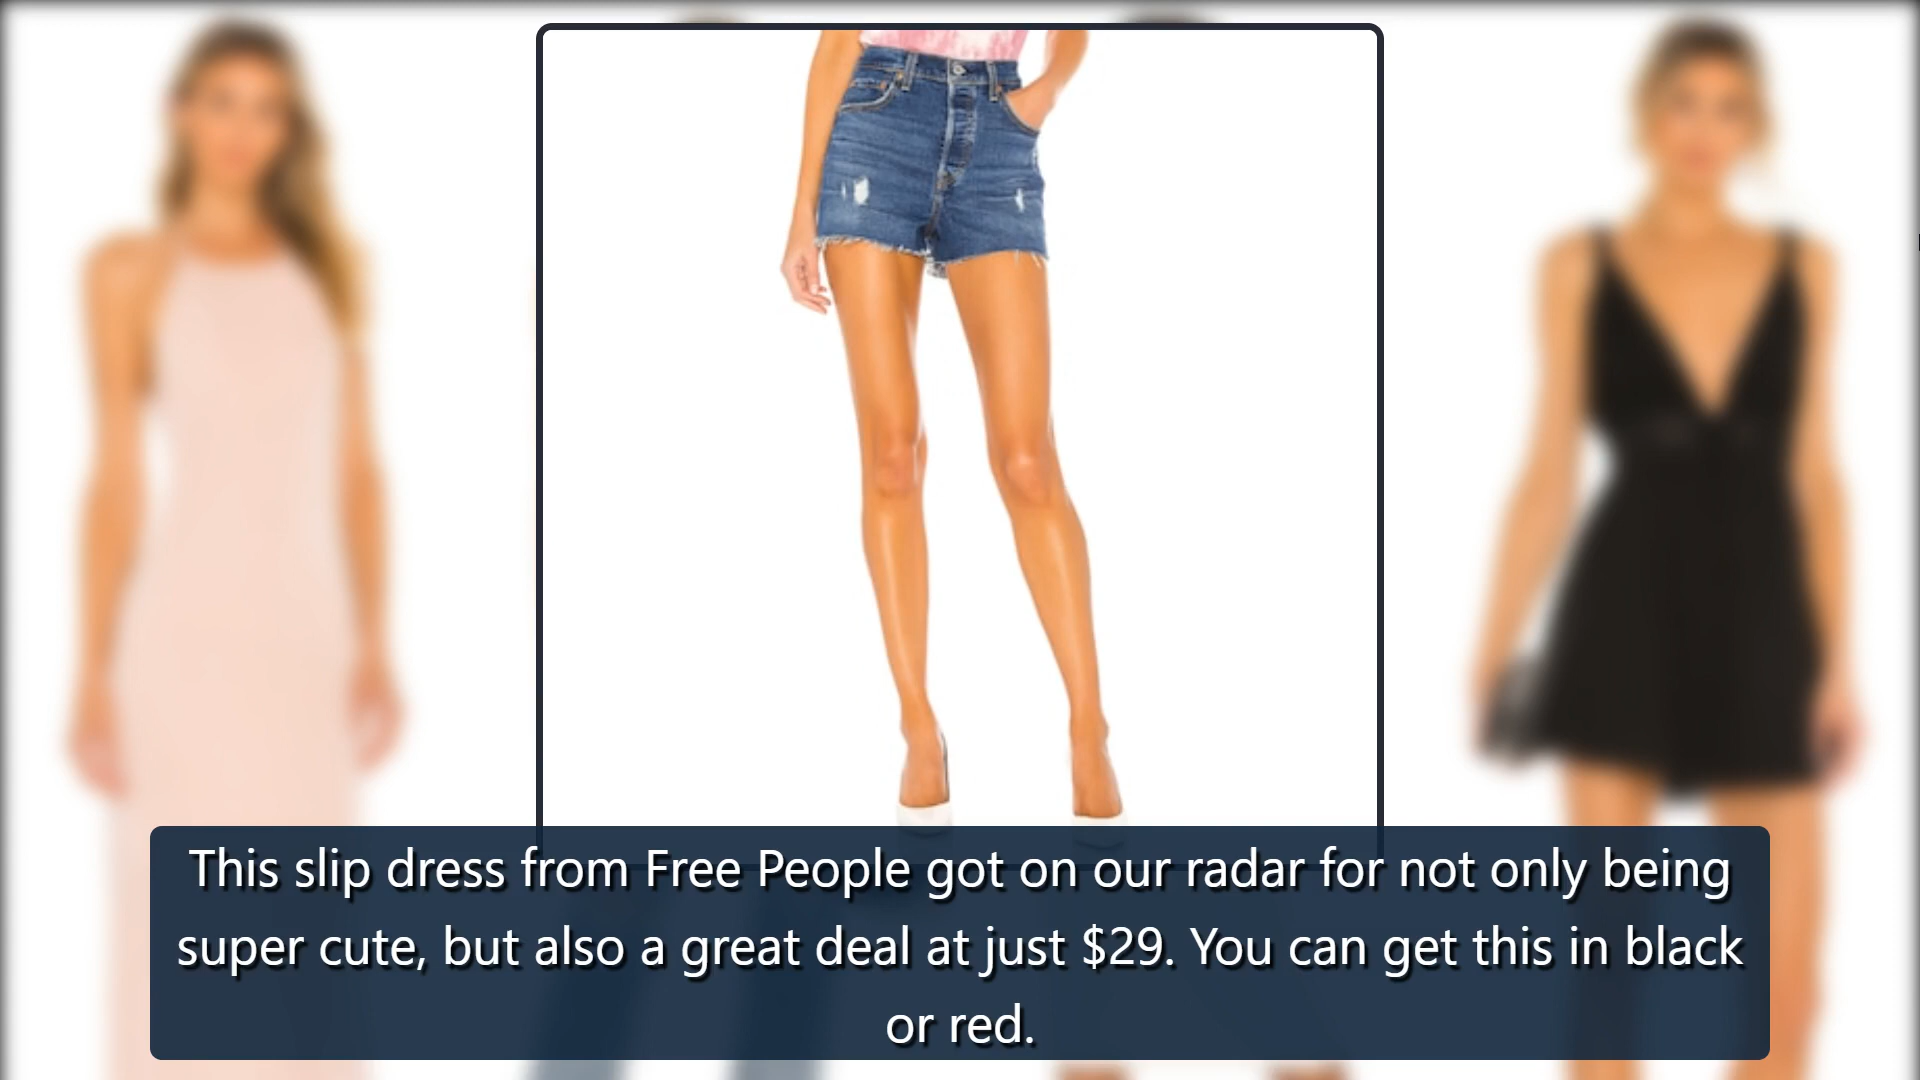 This slip dress from Free People got on our radar for not only being
super cute, but also a great deal at just $29. You can get this in black
or red.